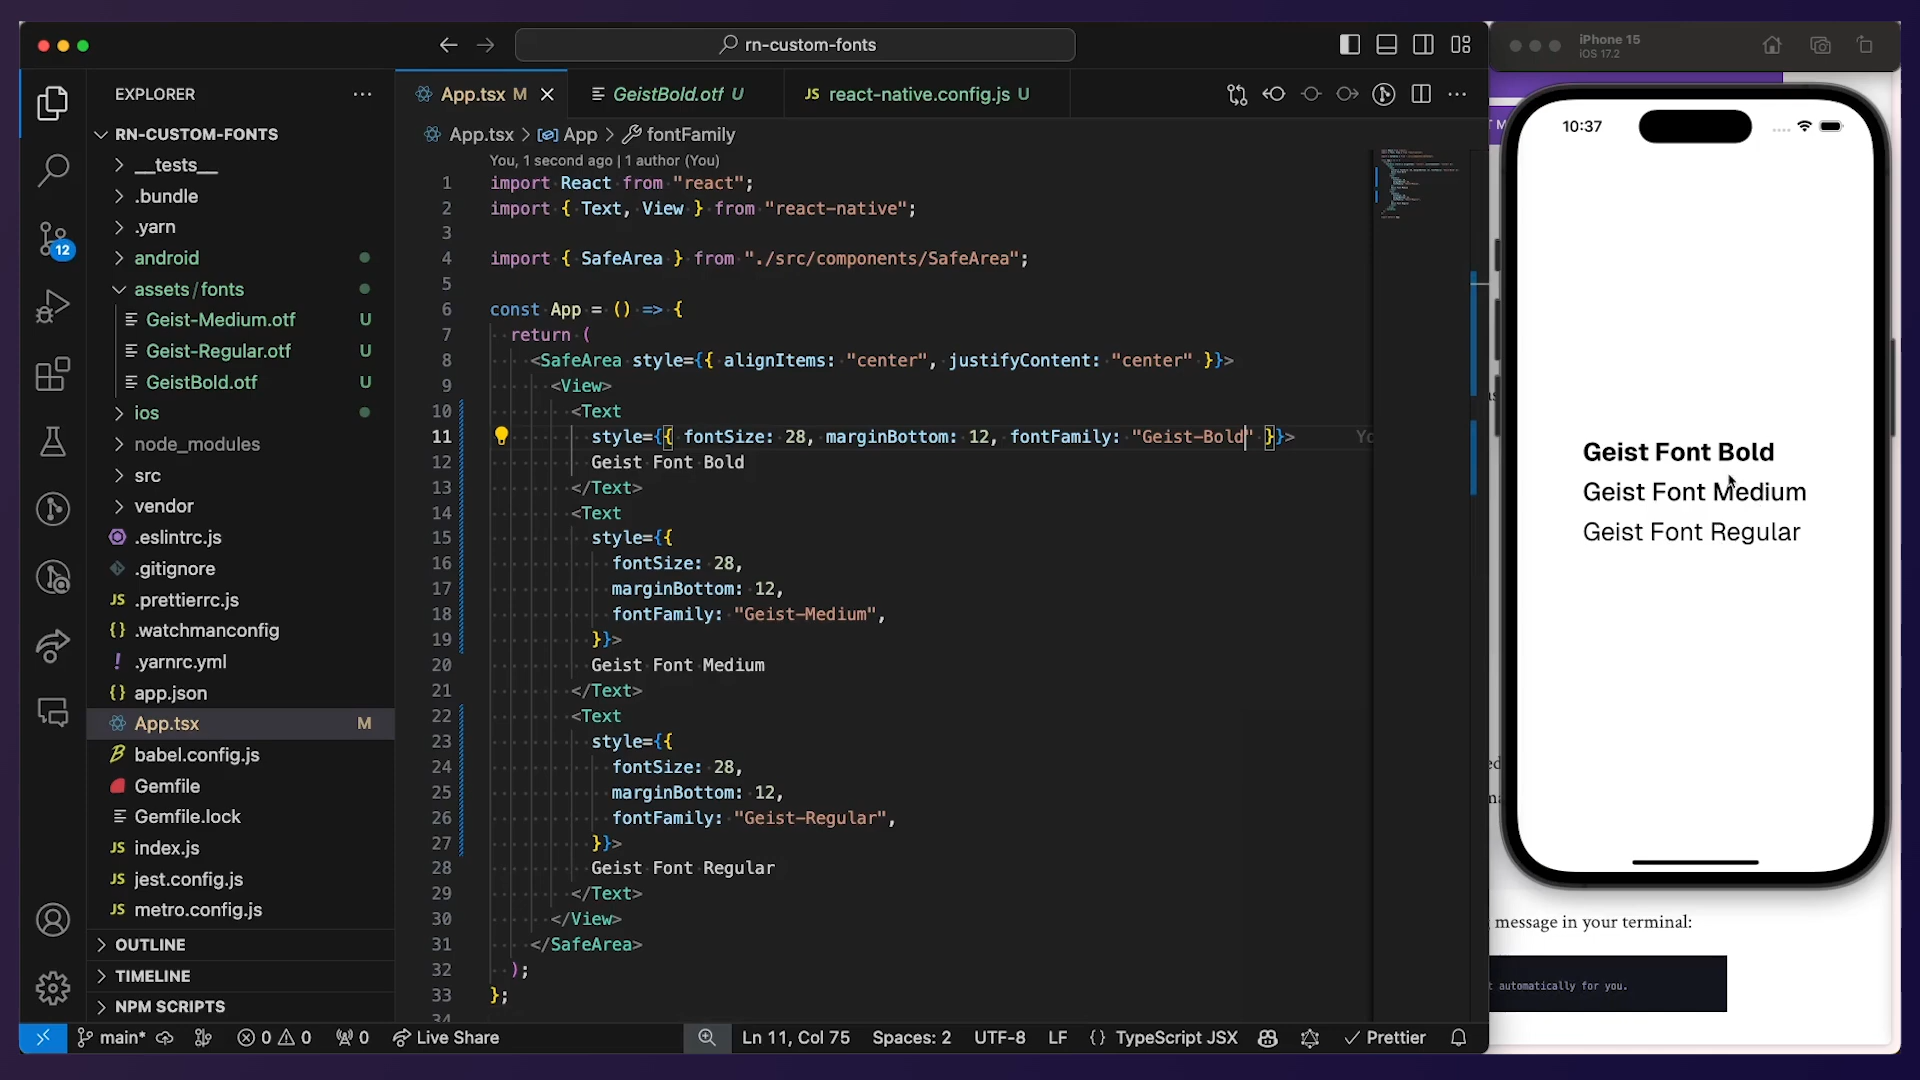 rn-custom-fonts
iPhone 15
iOS 17.2
EXPLORER
RN-CUSTOM-FONTS
__tests__
.bundle
.yarn
android
assets/fonts
Geist-Medium.otf U
Geist-Regular.otf U
GeistBold.otf U
ios
node_modules
src
vendor
.eslintrc.js
.gitignore
JS .prettierrc.js
{} .watchmanconfig
! .yarnrc.yml
{} app.json
App.tsx M
babel.config.js
Gemfile
Gemfile.lock
JS index.js
JS jest.config.js
JS metro.config.js
OUTLINE
TIMELINE
NPM SCRIPTS
12
App.tsx M
GeistBold.otf U
JS react-native.config.js U
App.tsx > App > fontFamily
You, 1 second ago | 1 author (You)
1 import React from "react";
2 import { Text, View } from "react-native";
3
4 import { SafeArea } from "./src/components/SafeArea";
5
6 const App = () => {
7 return (
8 <SafeArea style={{ alignItems: "center", justifyContent: "center" }}>
9 <View>
10 <Text
11 style={{ fontSize: 28, marginBottom: 12, fontFamily: "Geist-Bold" }}> Yo
12 Geist Font Bold
13 </Text>
14 <Text
15 style={{
16 fontSize: 28,
17 marginBottom: 12,
18 fontFamily: "Geist-Medium",
19 }}>
20 Geist Font Medium
21 </Text>
22 <Text
23 style={{
24 fontSize: 28,
25 marginBottom: 12,
26 fontFamily: "Geist-Regular",
27 }}>
28 Geist Font Regular
29 </Text>
30 </View>
31 </SafeArea>
32 );
33 };
34
main*
0 0
0
Live Share
Ln 11, Col 75
Spaces: 2
UTF-8
LF
{} TypeScript JSX
Prettier
10:37
Geist Font Bold
Geist Font Medium
Geist Font Regular
message in your terminal:
t automatically for you.